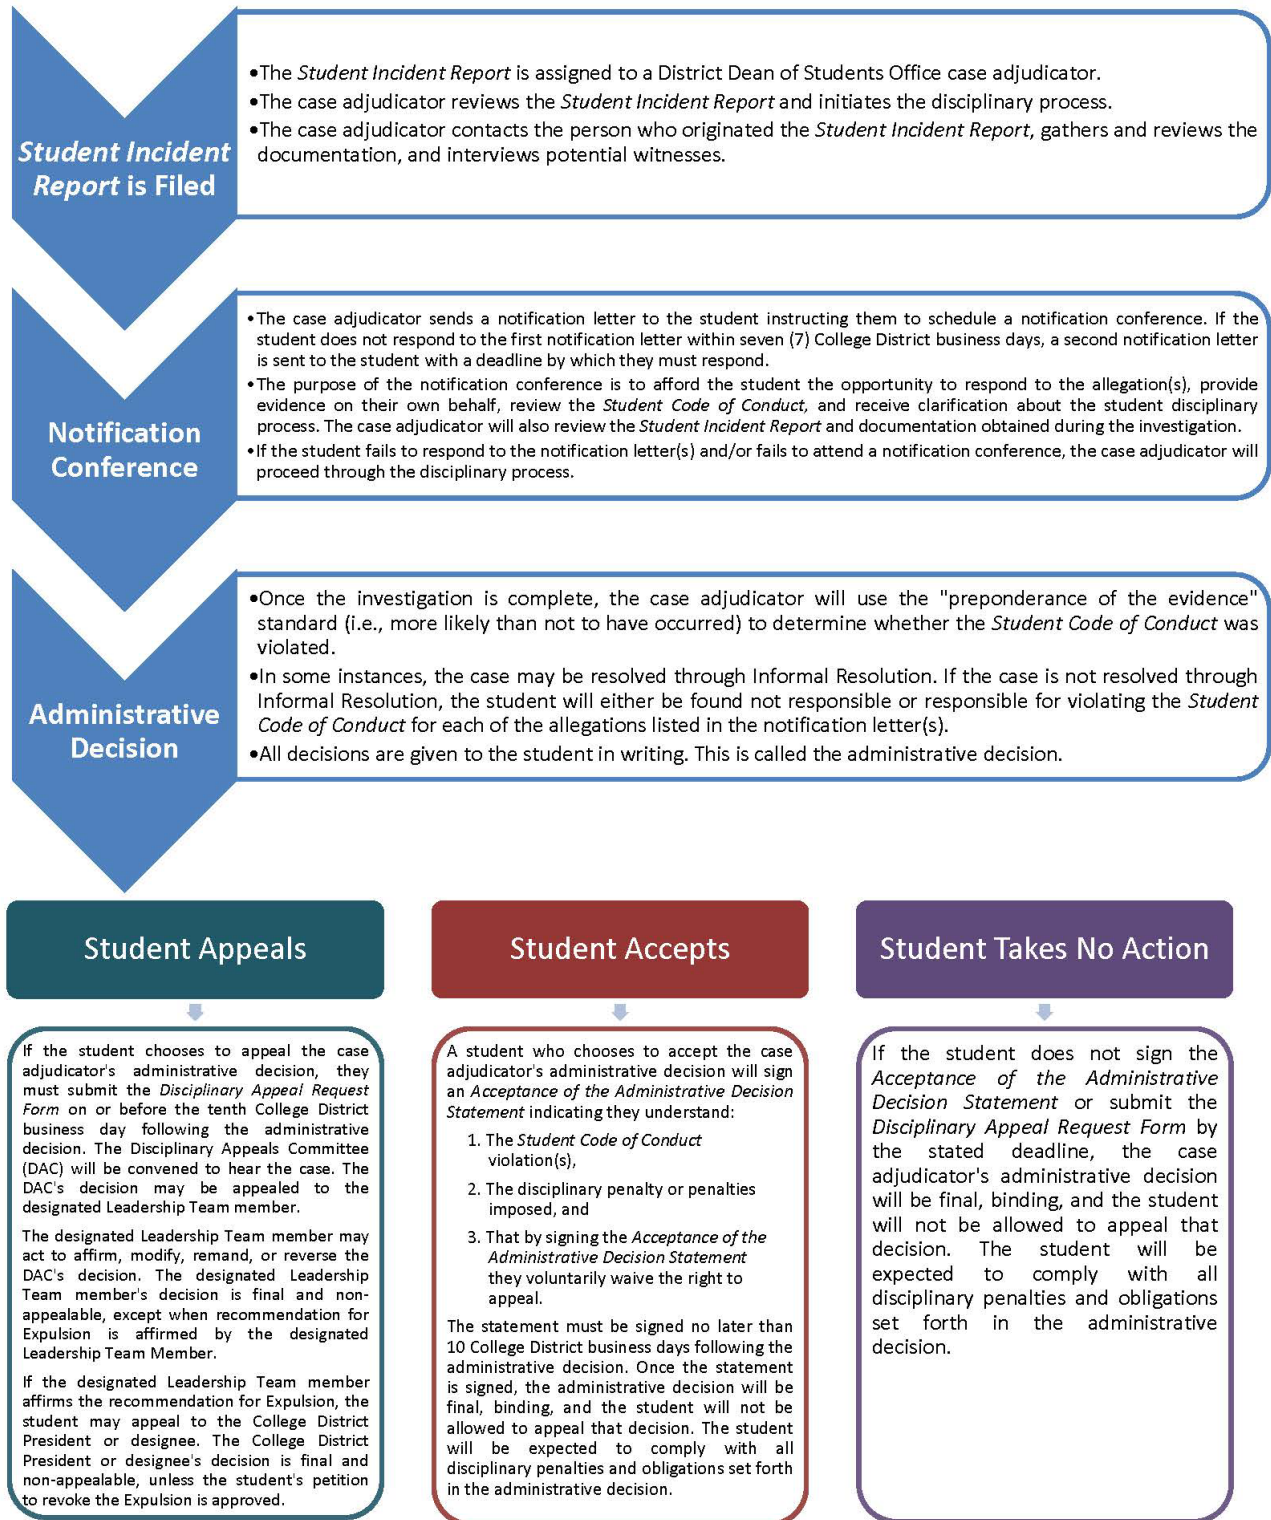 Student Incident
Report is Filed
•The Student Incident Report is assigned to a District Dean of Students Office case adjudicator.
•The case adjudicator reviews the Student Incident Report and initiates the disciplinary process.
•The case adjudicator contacts the person who originated the Student Incident Report, gathers and reviews the
documentation, and interviews potential witnesses.
Notification
Conference
•The case adjudicator sends a notification letter to the student instructing them to schedule a notification conference. If the
student does not respond to the first notification letter within seven (7) College District business days, a second notification letter
is sent to the student with a deadline by which they must respond.
•The purpose of the notification conference is to afford the student the opportunity to respond to the allegation(s), provide
evidence on their own behalf, review the Student Code of Conduct, and receive clarification about the student disciplinary
process. The case adjudicator will also review the Student Incident Report and documentation obtained during the investigation.
•If the student fails to respond to the notification letter(s) and/or fails to attend a notification conference, the case adjudicator will
proceed through the disciplinary process.
Administrative
Decision
•Once the investigation is complete, the case adjudicator will use the "preponderance of the evidence"
standard (i.e., more likely than not to have occurred) to determine whether the Student Code of Conduct was
violated.
•In some instances, the case may be resolved through Informal Resolution. If the case is not resolved through
Informal Resolution, the student will either be found not responsible or responsible for violating the Student
Code of Conduct for each of the allegations listed in the notification letter(s).
•All decisions are given to the student in writing. This is called the administrative decision.
Student Appeals
If the student chooses to appeal the case
adjudicator's administrative decision, they
must submit the Disciplinary Appeal Request
Form on or before the tenth College District
business day following the administrative
decision. The Disciplinary Appeals Committee
(DAC) will be convened to hear the case. The
DAC's decision may be appealed to the
designated Leadership Team member.
The designated Leadership Team member may
act to affirm, modify, remand, or reverse the
DAC's decision. The designated Leadership
Team member's decision is final and non-
appealable, except when recommendation for
Expulsion is affirmed by the designated
Leadership Team Member.
If the designated Leadership Team member
affirms the recommendation for Expulsion, the
student may appeal to the College District
President or designee. The College District
President or designee's decision is final and
non-appealable, unless the student's petition
to revoke the Expulsion is approved.
Student Accepts
A student who chooses to accept the case
adjudicator's administrative decision will sign
an Acceptance of the Administrative Decision
Statement indicating they understand:
1. The Student Code of Conduct
violation(s),
2. The disciplinary penalty or penalties
imposed, and
3. That by signing the Acceptance of the
Administrative Decision Statement
they voluntarily waive the right to
appeal.
The statement must be signed no later than
10 College District business days following the
administrative decision. Once the statement
is signed, the administrative decision will be
final, binding, and the student will not be
allowed to appeal that decision. The student
will be expected to comply with all
disciplinary penalties and obligations set forth
in the administrative decision.
Student Takes No Action
If the student does not sign the
Acceptance of the Administrative
Decision Statement or submit the
Disciplinary Appeal Request Form by
the stated deadline, the case
adjudicator's administrative decision
will be final, binding, and the student
will not be allowed to appeal that
decision. The student will be
expected to comply with all
disciplinary penalties and obligations
set forth in the administrative
decision.